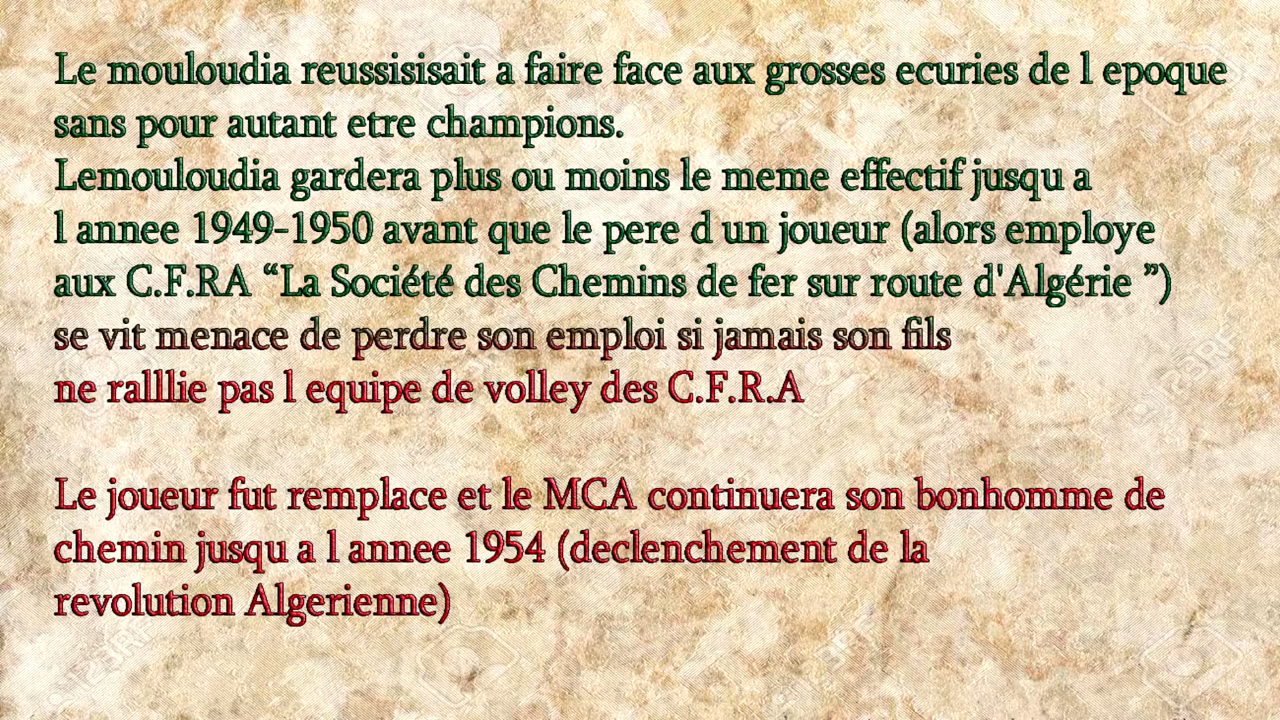 Le mouloudia reussisisait a faire face aux grosses ecuries de l epoque
sans pour autant etre champions.
Lemouloudia gardera plus ou moins le meme effectif jusqu a
l annee 1949-1950 avant que le pere d un joueur (alors employe
aux C.F.RA “La Société des Chemins de fer sur route d'Algérie ”)
se vit menace de perdre son emploi si jamais son fils
ne ralllie pas l equipe de volley des C.F.R.A
Le joueur fut remplace et le MCA continuera son bonhomme de
chemin jusqu a l annee 1954 (declenchement de la
revolution Algerienne)